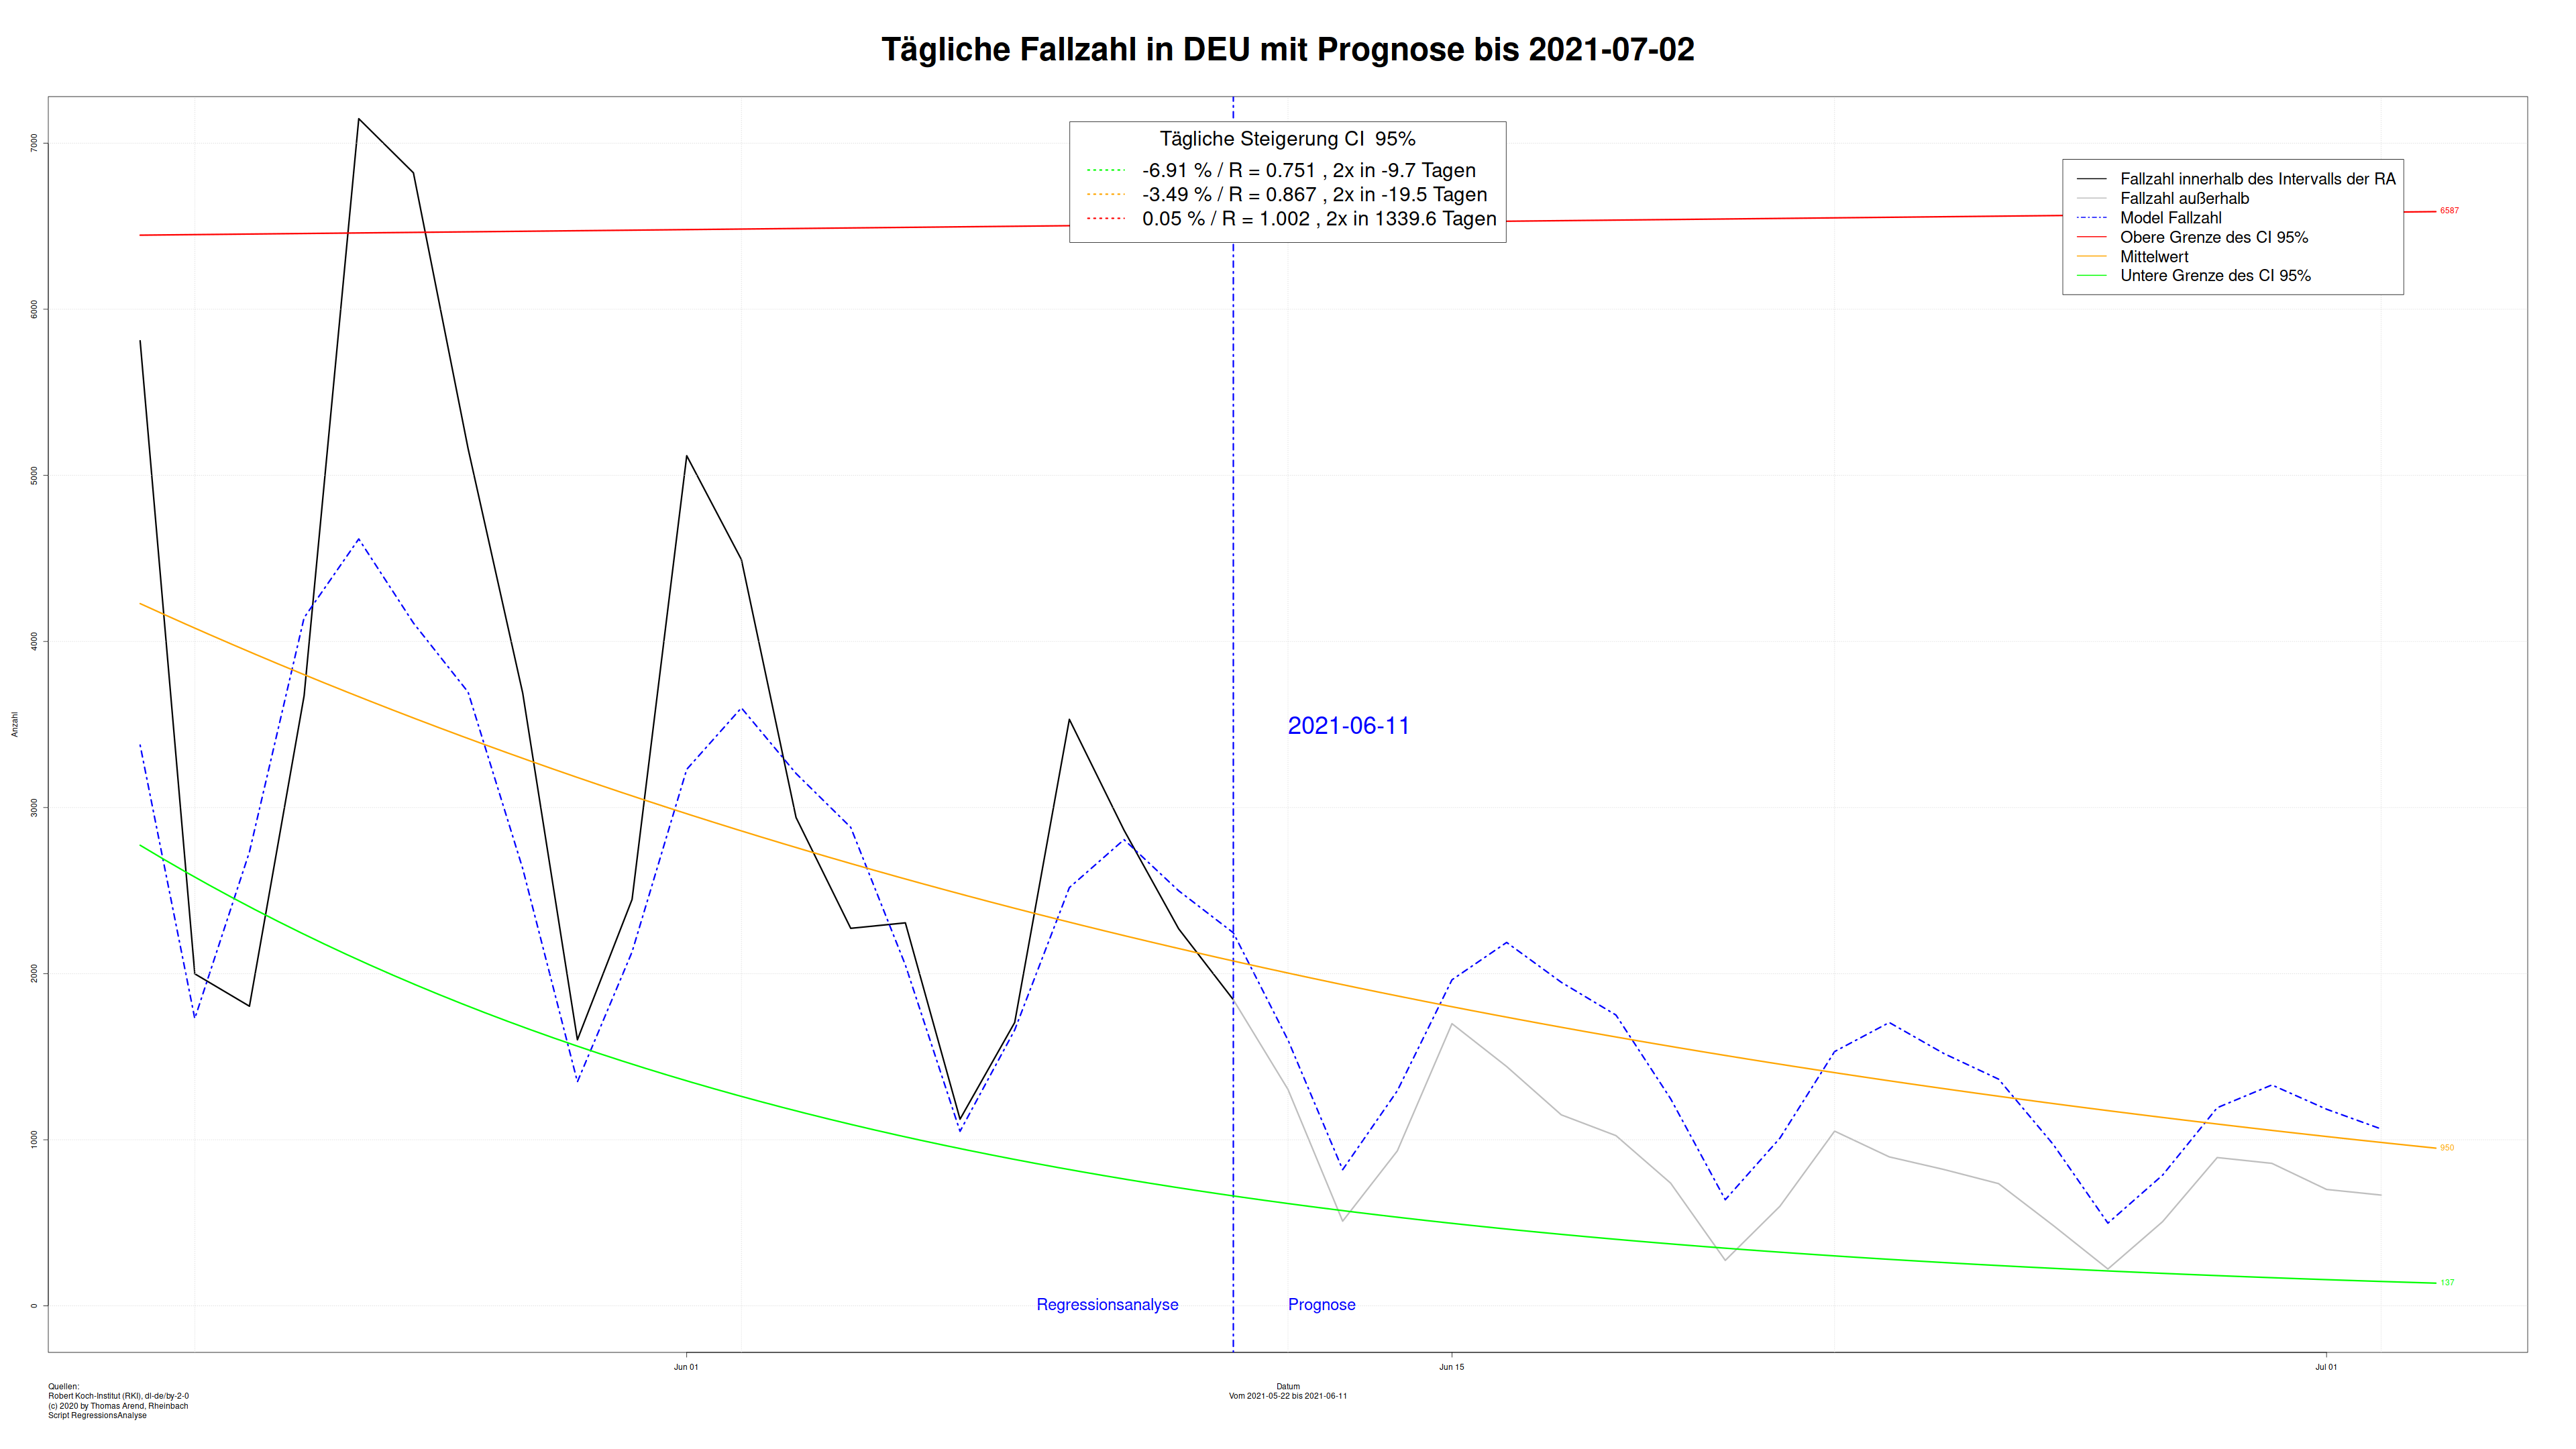 Tägliche Fallzahl in DEU mit Prognose bis 2021-07-02
Tägliche Steigerung CI  95%
-6.91 % / R = 0.751 , 2x in -9.7 Tagen
-3.49 % / R = 0.867 , 2x in -19.5 Tagen
0.05 % / R = 1.002 , 2x in 1339.6 Tagen
Fallzahl innerhalb des Intervalls der RA
Fallzahl außerhalb
Model Fallzahl
Obere Grenze des CI 95%
Mittelwert
Untere Grenze des CI 95%
6587
7000
6000
5000
4000
3000
2000
1000
0
Anzahl
2021-06-11
950
137
Regressionsanalyse
Prognose
Jun 01
Jun 15
Jul 01
Datum
Vom 2021-05-22 bis 2021-06-11
Quellen:
Robert Koch-Institut (RKI), dl-de/by-2-0
(c) 2020 by Thomas Arend, Rheinbach
Script RegressionsAnalyse